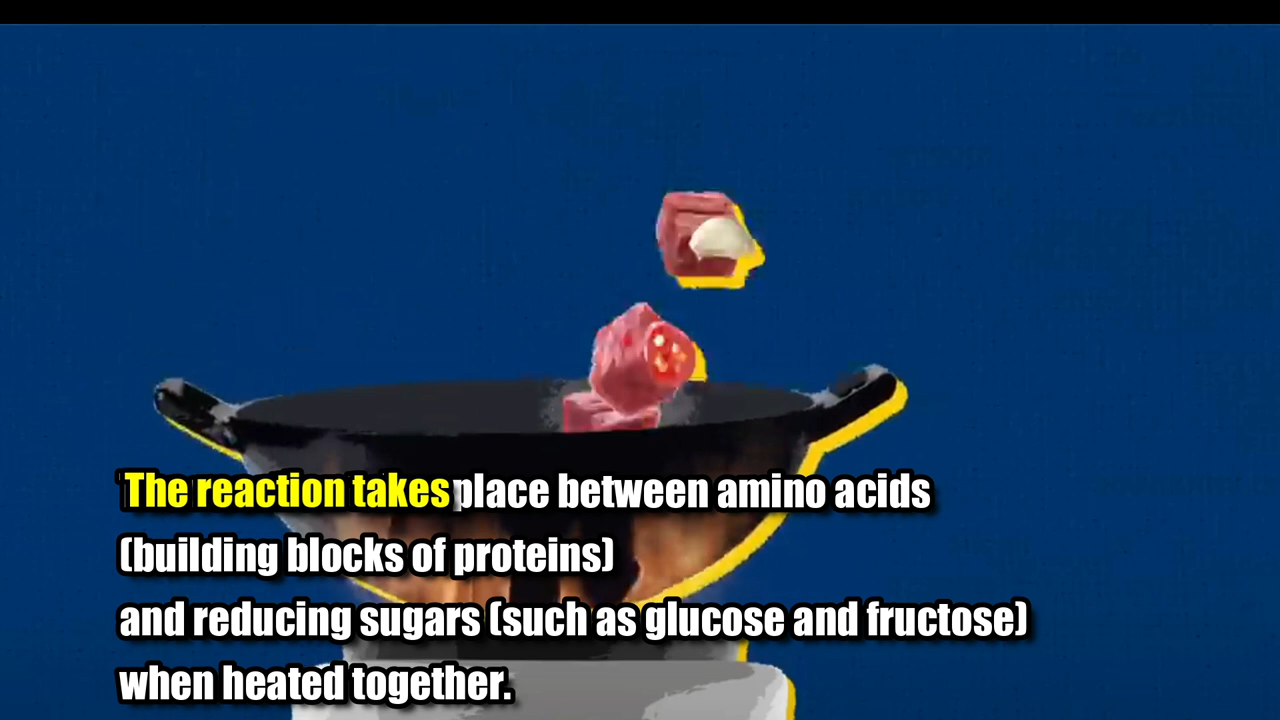 The reaction takes place between amino acids
(building blocks of proteins)
and reducing sugars (such as glucose and fructose)
when heated together.